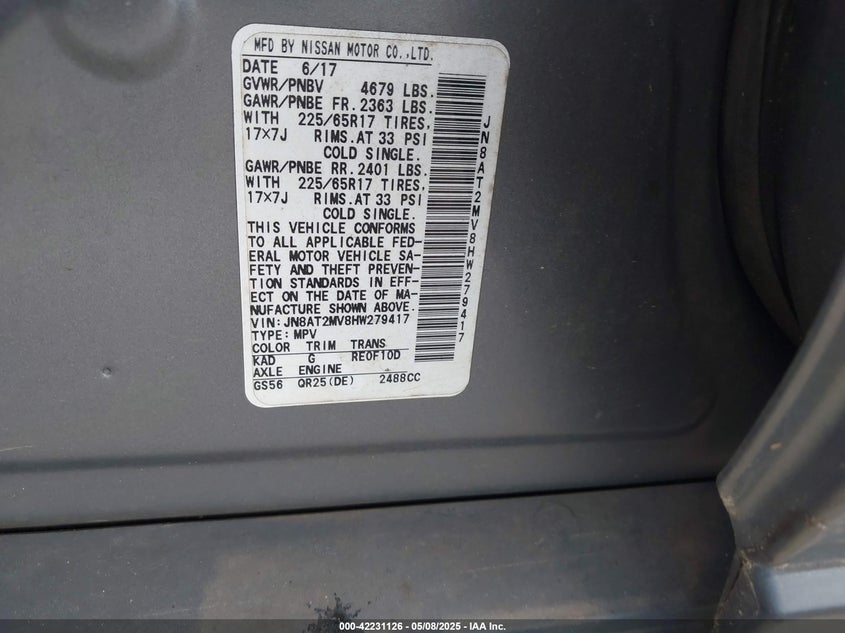 MFD BY NISSAN MOTOR CO.,LTD.
DATE 6/17
GVWR/PNBV 4679 LBS.
GAWR/PNBE FR. 2363 LBS.
WITH 225/65R17 TIRES,
17×7J RIMS.AT 33 PSI
COLD SINGLE.
GAWR/PNBE RR. 2401 LBS.
WITH 225/65R17 TIRES,
17×7J RIMS.AT 33 PSI
COLD SINGLE.
THIS VEHICLE CONFORMS
TO ALL APPLICABLE FED-
ERAL MOTOR VEHICLE SA-
FETY AND THEFT PREVEN-
TION STANDARDS IN EFF-
ECT ON THE DATE OF MA-
NUFACTURE SHOWN ABOVE.
VIN: JN8AT2MV8HW279417
TYPE: MPV
COLOR TRIM TRANS
KAD G RE0F10D
AXLE ENGINE
GS56 QR25(DE) 2488CC
JN8AT2MV8HW279417
000-42231126 - 05/08/2025 - IAA Inc.